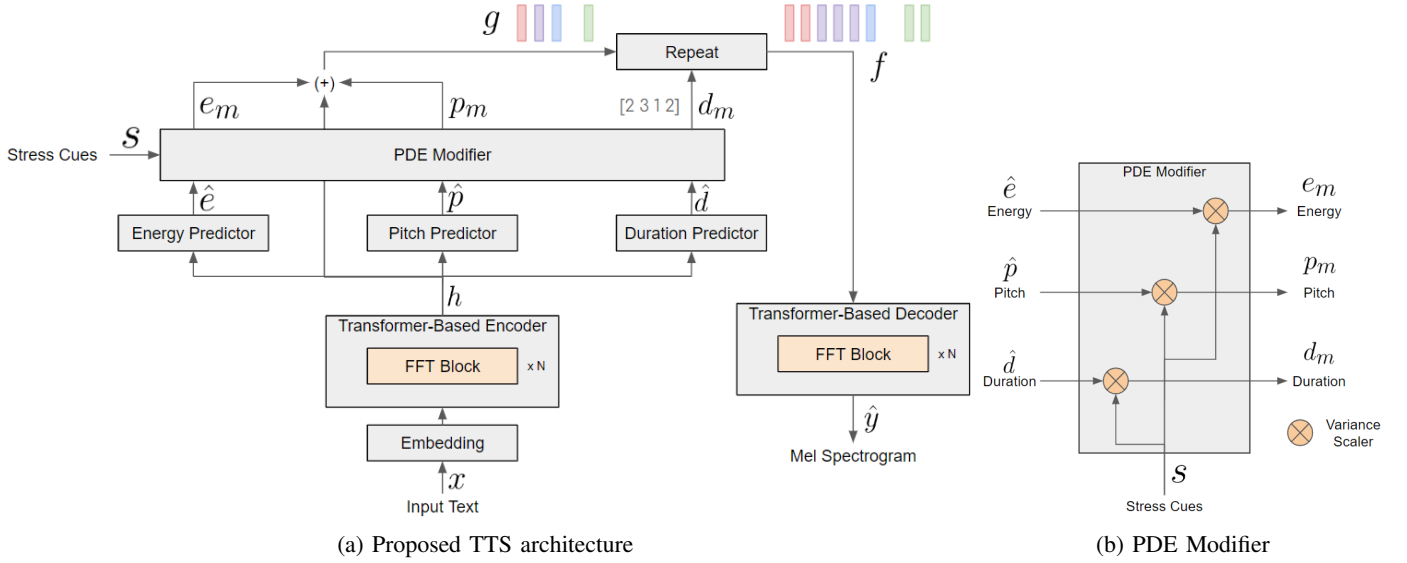 g
Repeat
f
(+)
e_m
p_m
[2 3 1 2]
d_m
Stress Cues
s
PDE Modifier
ê
p̂
d̂
Energy Predictor
Pitch Predictor
Duration Predictor
h
Transformer-Based Encoder
FFT Block
x N
Embedding
x
Input Text
Transformer-Based Decoder
FFT Block
x N
ŷ
Mel Spectrogram
(a) Proposed TTS architecture
PDE Modifier
ê
Energy
e_m
Energy
p̂
Pitch
p_m
Pitch
d̂
Duration
d_m
Duration
Variance
Scaler
s
Stress Cues
(b) PDE Modifier